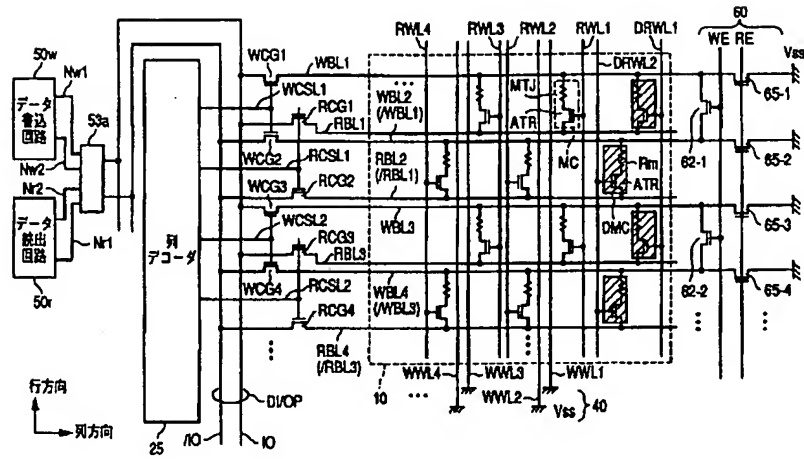 RWL4
RWL3
RWL2
RWL1
DRWL1
60
WE RE
Vss
50w
Nw1
53a
WCG1
WBL1
DRWL2
データ
書込
回路
WCSL1
RCG1
RBL1
WBL2
(/WBL1)
MTJ
ATR
MC
65-1
62-1
65-2
Nw2
Nr2
WCG2
RCSL1
RBL2
(/RBL1)
RCG2
Rm
ATR
データ
読出
回路
Nr1
WCG3
WCSL2
WBL3
DMC
65-3
列
デコーダ
RCG3
RBL3
WCG4
RCSL2
RCG4
WBL4
(/WBL3)
62-2
65-4
50r
RBL4
(/RBL3)
10
WWL4
WWL3
WWL2
WWL1
Vss
40
行方向
列方向
25
DI/OP
/IO
IO